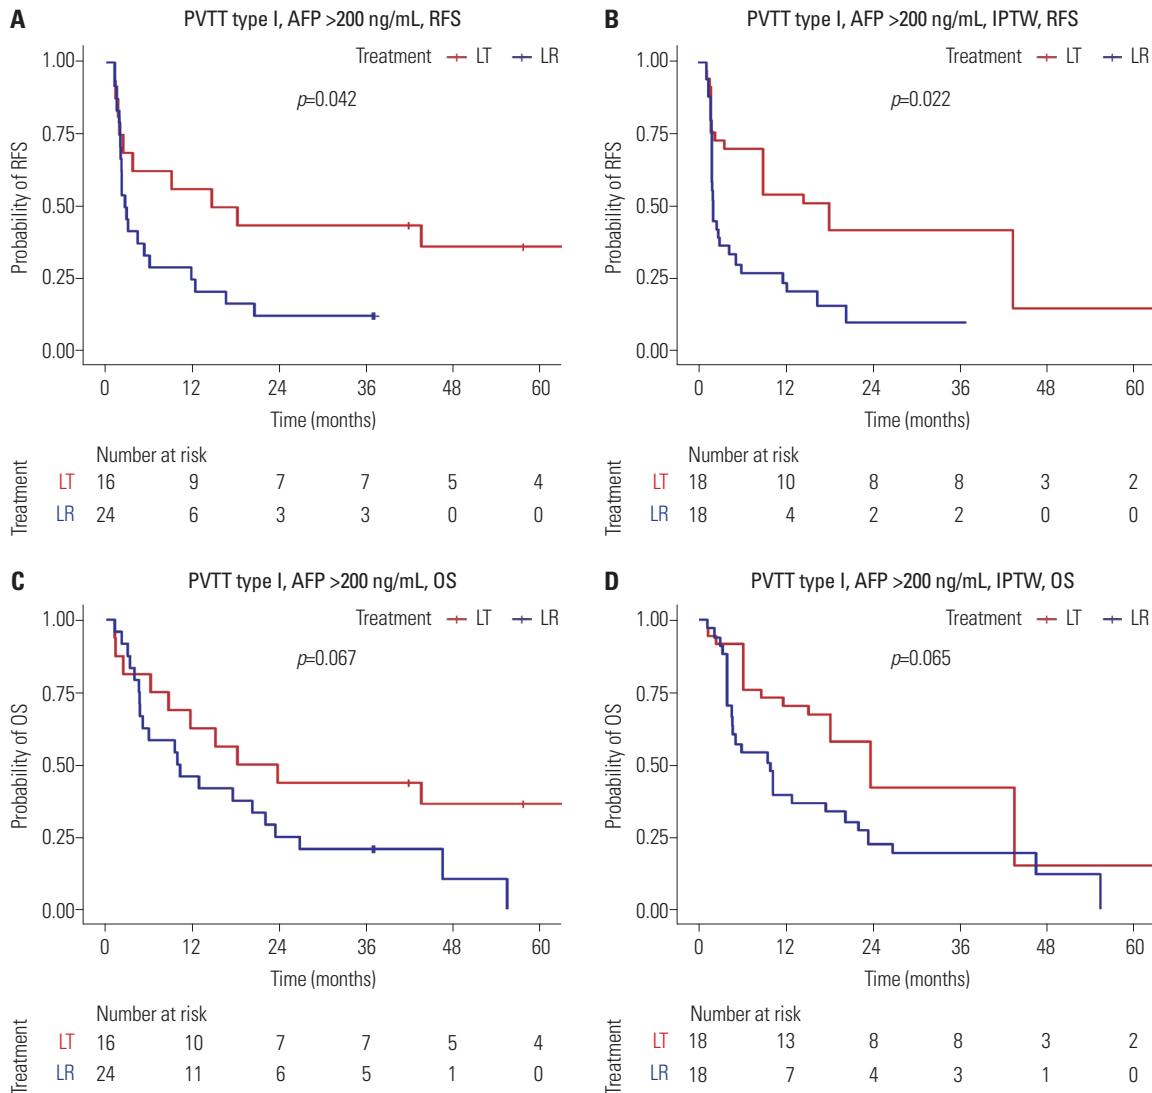 A
PVTT type I, AFP >200 ng/mL, RFS
Treatment LT LR
p=0.042
1.00
0.75
0.50
0.25
0.00
Probability of RFS
0 12 24 36 48 60
Time (months)
Number at risk
Treatment
LT 16 9 7 7 5 4
LR 24 6 3 3 0 0
B
PVTT type I, AFP >200 ng/mL, IPTW, RFS
Treatment LT LR
p=0.022
1.00
0.75
0.50
0.25
0.00
Probability of RFS
0 12 24 36 48 60
Time (months)
Number at risk
Treatment
LT 18 10 8 8 3 2
LR 18 4 2 2 0 0
C
PVTT type I, AFP >200 ng/mL, OS
Treatment LT LR
p=0.067
1.00
0.75
0.50
0.25
0.00
Probability of OS
0 12 24 36 48 60
Time (months)
Number at risk
Treatment
LT 16 10 7 7 5 4
LR 24 11 6 5 1 0
D
PVTT type I, AFP >200 ng/mL, IPTW, OS
Treatment LT LR
p=0.065
1.00
0.75
0.50
0.25
0.00
Probability of OS
0 12 24 36 48 60
Time (months)
Number at risk
Treatment
LT 18 13 8 8 3 2
LR 18 7 4 3 1 0